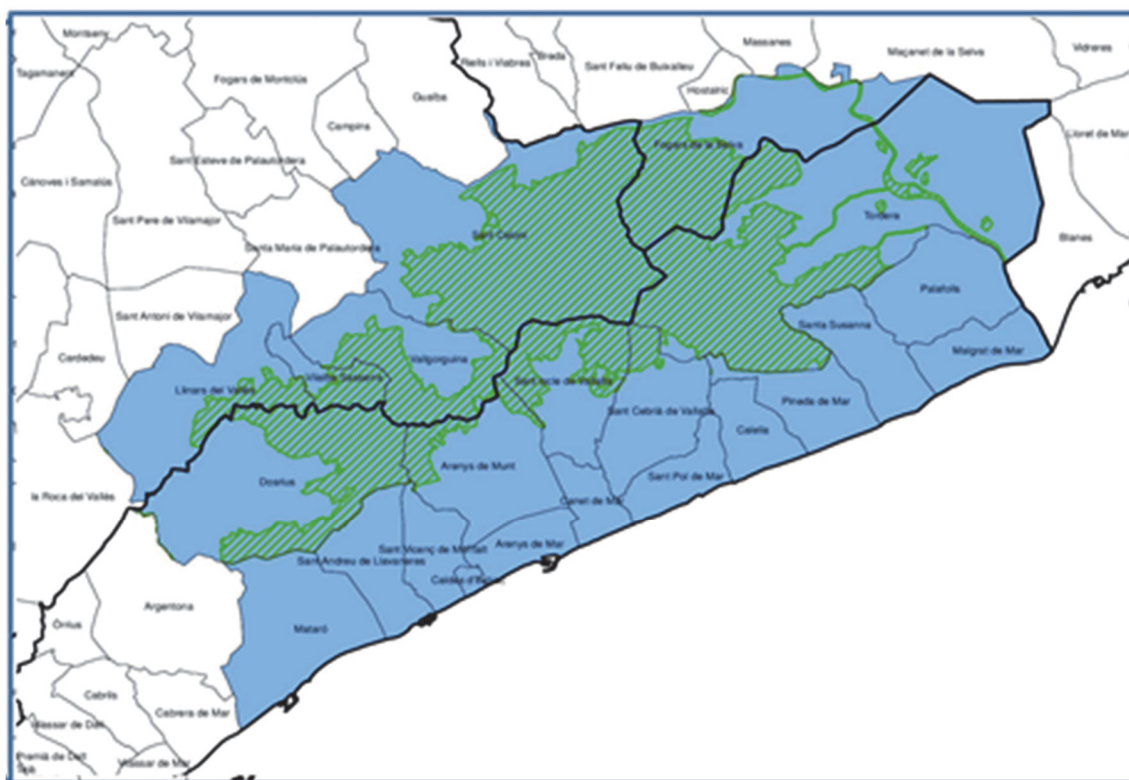 Montseny
Massanes
Maçanet de la Selva
Vidreres
Tagamanent
Fogars de Montclús
Riells i Viabres
Breda
Sant Feliu de Buixalleu
Gualba
Hostalric
Campins
Lloret de Mar
Fogars de la Selva
Sant Esteve de Palautordera
Cànoves i Samalús
Sant Pere de Vilamajor
Tordera
Sant Celoni
Blanes
Santa Maria de Palautordera
Palafolls
Sant Antoni de Vilamajor
Santa Susanna
Cardedeu
Vallgorguina
Malgrat de Mar
Llinars del Vallès
Sant Iscle de Vallalta
Pineda de Mar
Sant Cebrià de Vallalta
Calella
Arenys de Munt
Dosrius
Sant Pol de Mar
la Roca del Vallès
Canet de Mar
Arenys de Mar
Sant Vicenç de Montalt
Sant Andreu de Llavaneres
Argentona
Òrrius
Mataró
Cabrils
Cabrera de Mar
Vilassar de Dalt
Premià de Dalt
Vilassar de Mar